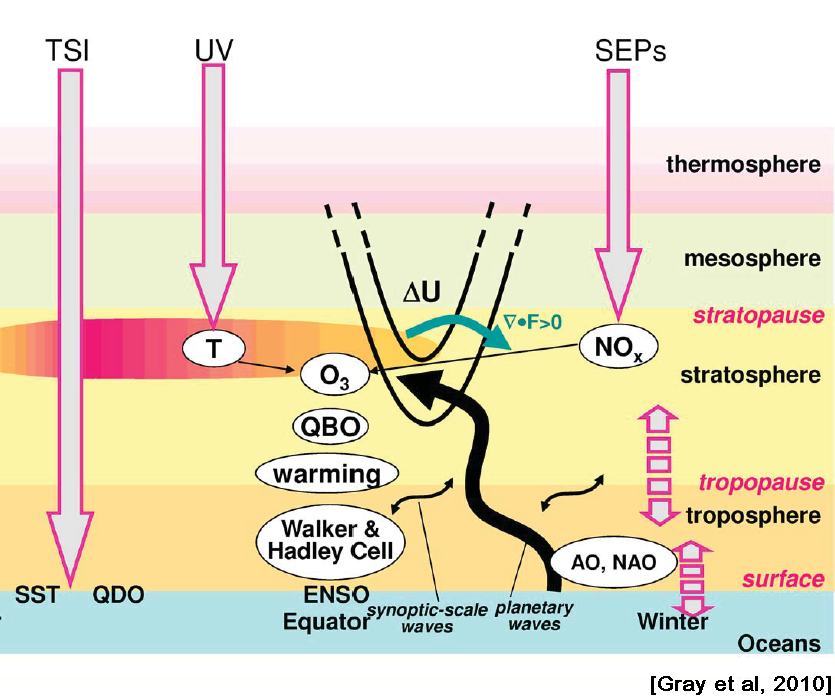 TSI
UV
SEPs
thermosphere
mesosphere
ΔU
stratopause
∇•F>0
T
NOx
O3
stratosphere
QBO
warming
tropopause
troposphere
Walker &
Hadley Cell
AO, NAO
surface
SST
QDO
ENSO
Equator
synoptic-scale
waves
planetary
waves
Winter
Oceans
[Gray et al, 2010]